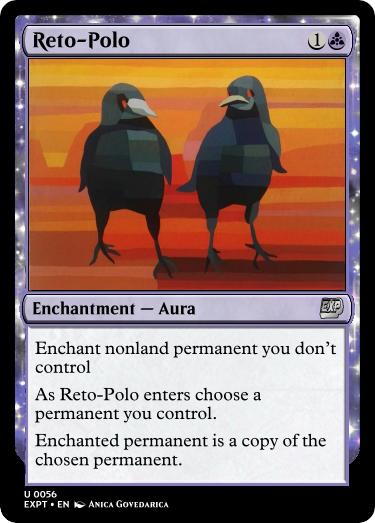 Reto-Polo 1
Enchantment — Aura EXP
Enchant nonland permanent you don't
control
As Reto-Polo enters choose a
permanent you control.
Enchanted permanent is a copy of the
chosen permanent.
U 0056
EXPT • EN Anica Govedarica